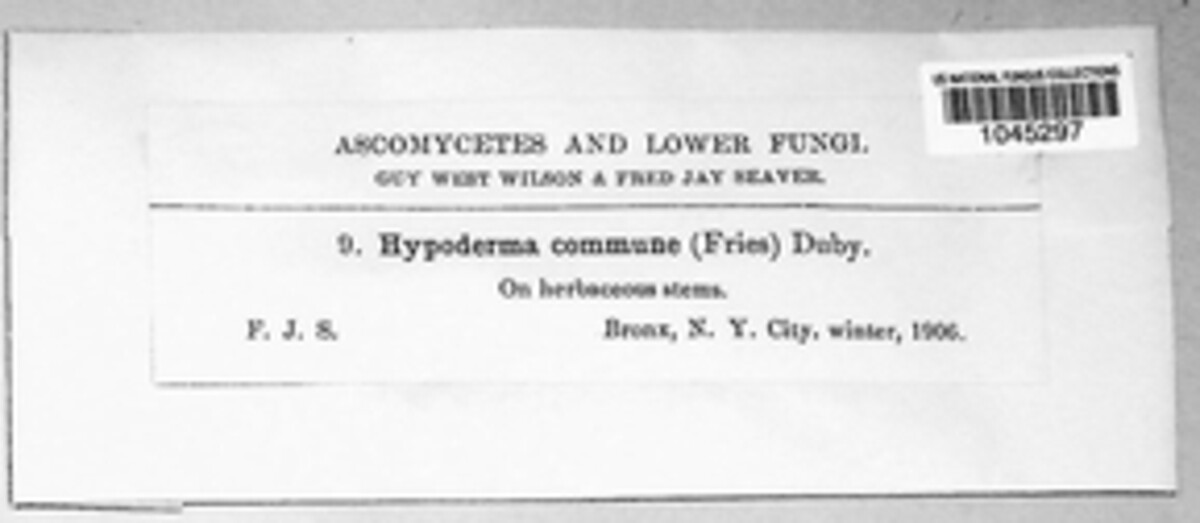 US NATIONAL FUNGUS COLLECTIONS
1045297
ASCOMYCETES AND LOWER FUNGI.
GUY WEST WILSON & FRED JAY SEAVER.
9. Hypoderma commune (Fries) Duby.
On herbaceous stems.
F. J. S. Bronx, N. Y. City, winter, 1906.